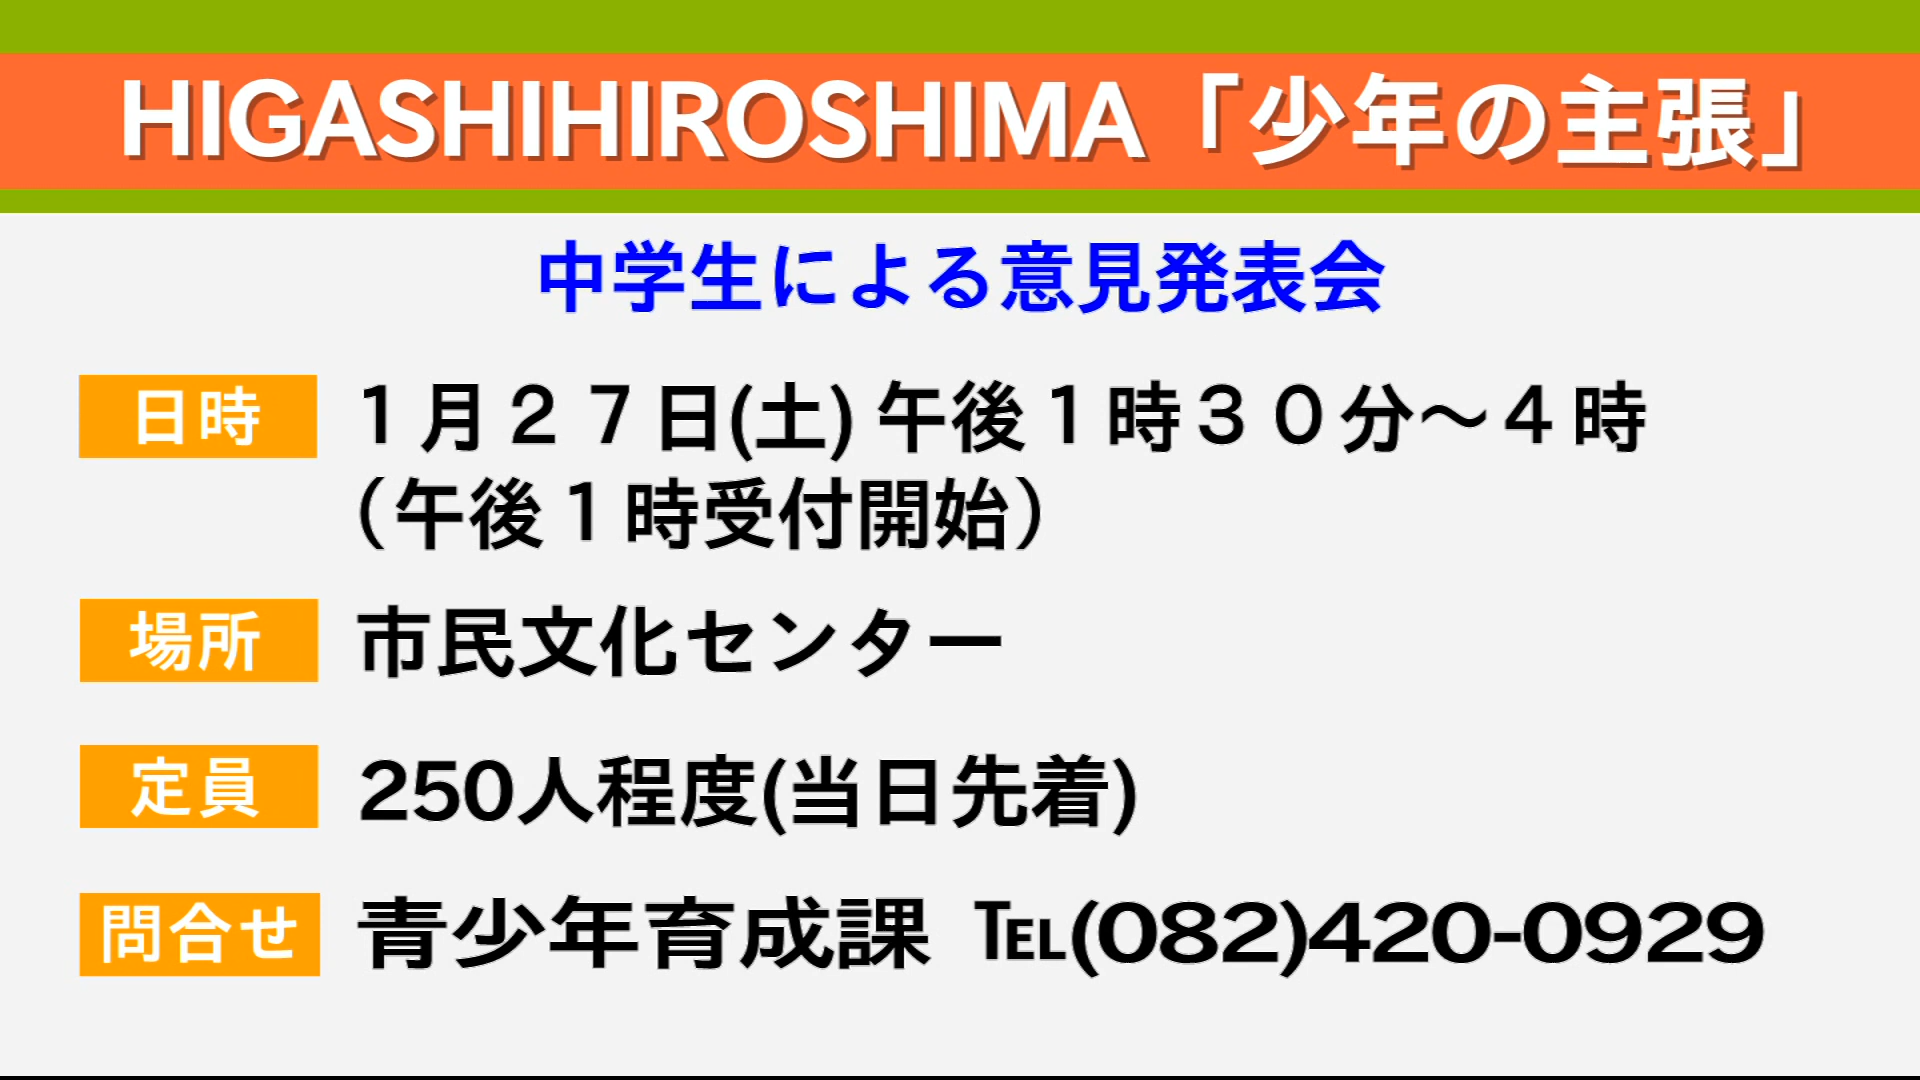 HIGASHIHIROSHIMA「少年の主張」
中学生による意見発表会
日時 １月２７日(土) 午後１時３０分～４時
（午後１時受付開始）
場所 市民文化センター
定員 250人程度(当日先着)
問合せ 青少年育成課 ℡(082)420-0929